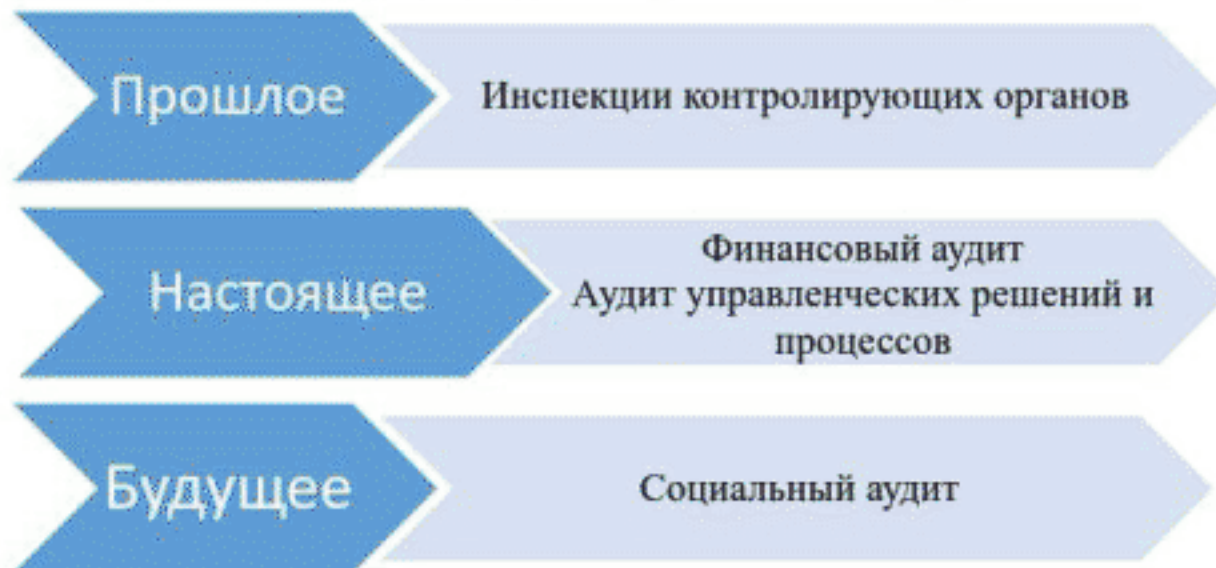 Прошлое
Инспекции контролирующих органов
Настоящее
Финансовый аудит
Аудит управленческих решений и
процессов
Будущее
Социальный аудит